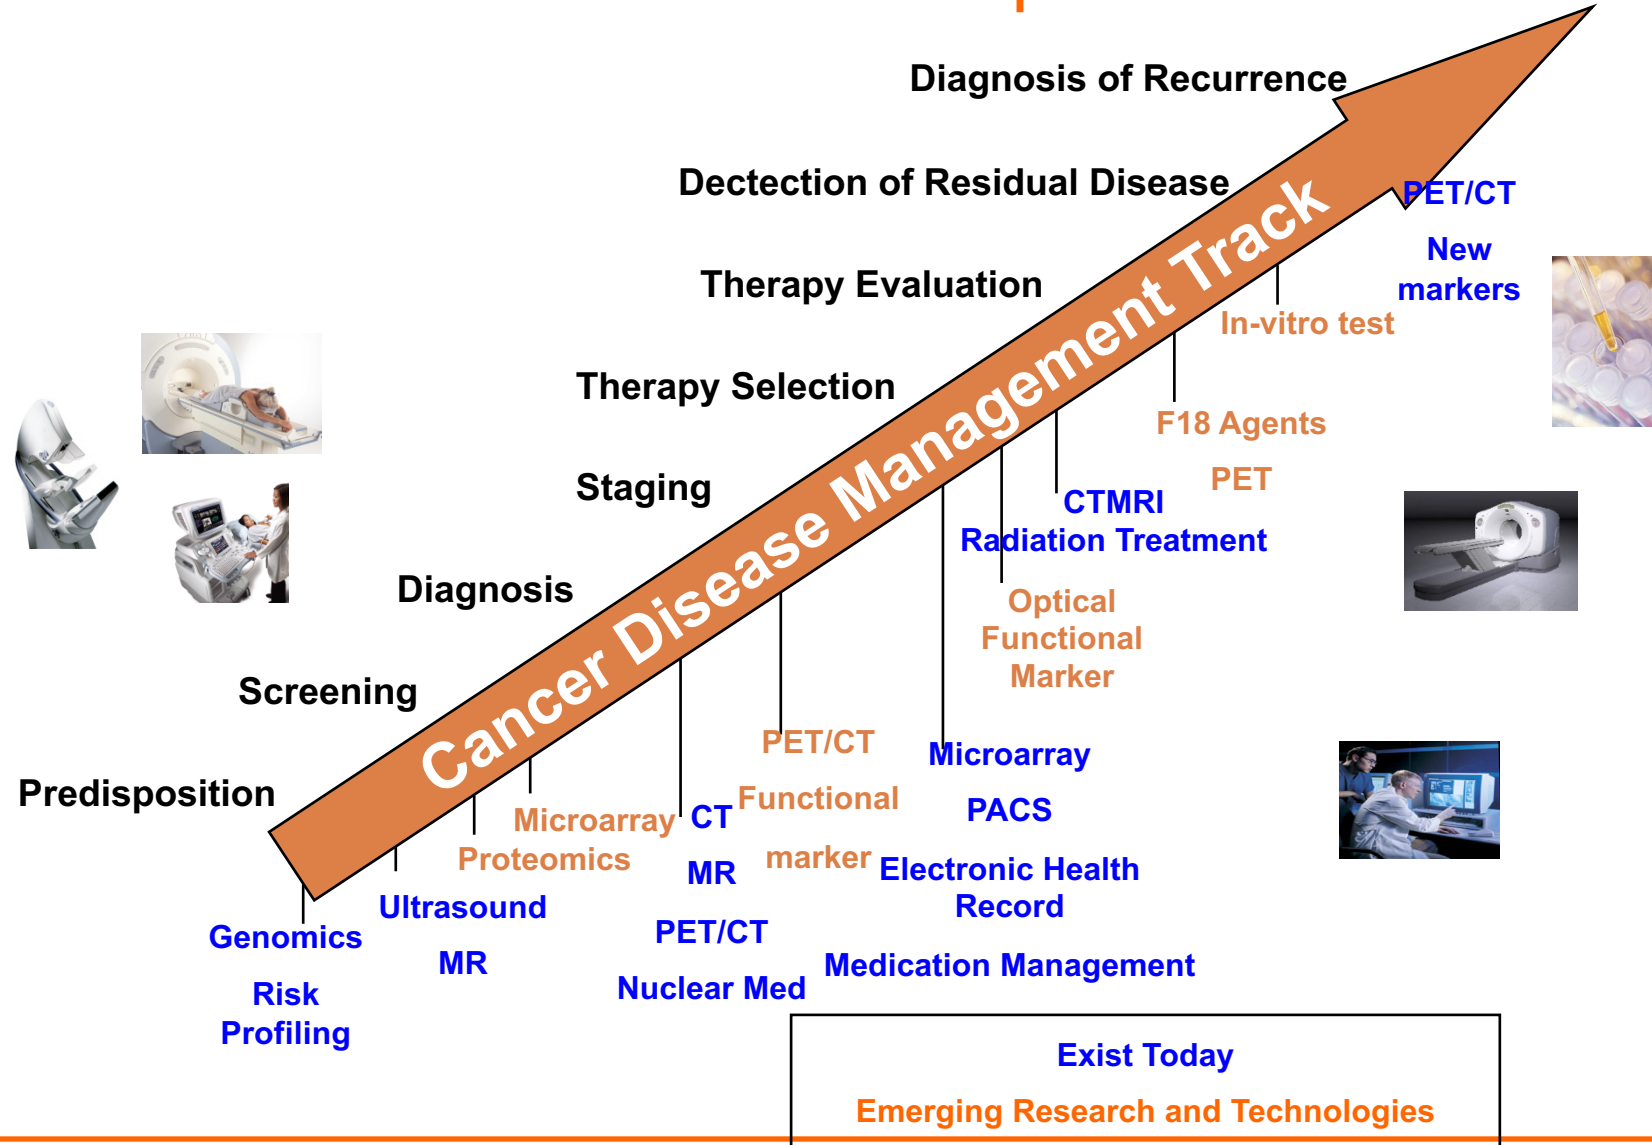 Diagnosis of Recurrence
Dectection of Residual Disease
Therapy Evaluation
Therapy Selection
Staging
Diagnosis
Screening
Predisposition
Cancer Disease Management Track
Genomics
Risk
Profiling
Ultrasound
MR
Microarray
Proteomics
CT
MR
PET/CT
Nuclear Med
PET/CT
Functional
marker
Microarray
PACS
Electronic Health
Record
Medication Management
Optical
Functional
Marker
CTMRI
Radiation Treatment
F18 Agents
PET
In-vitro test
PET/CT
New
markers
Exist Today
Emerging Research and Technologies